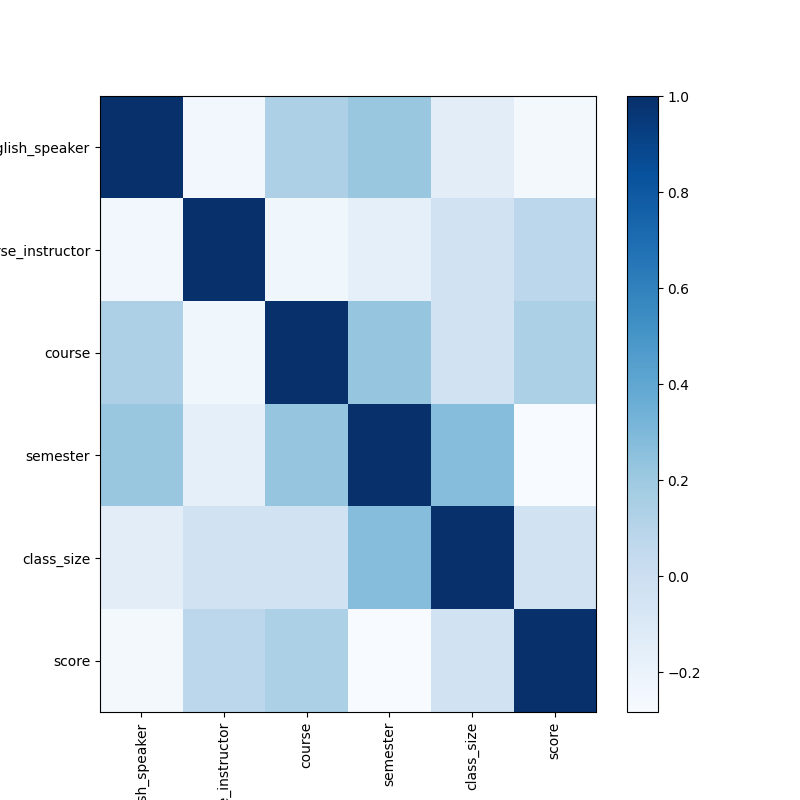 glish_speaker
se_instructor
course
semester
class_size
score
sh_speaker
e_instructor
course
semester
class_size
score
1.0
0.8
0.6
0.4
0.2
0.0
−0.2